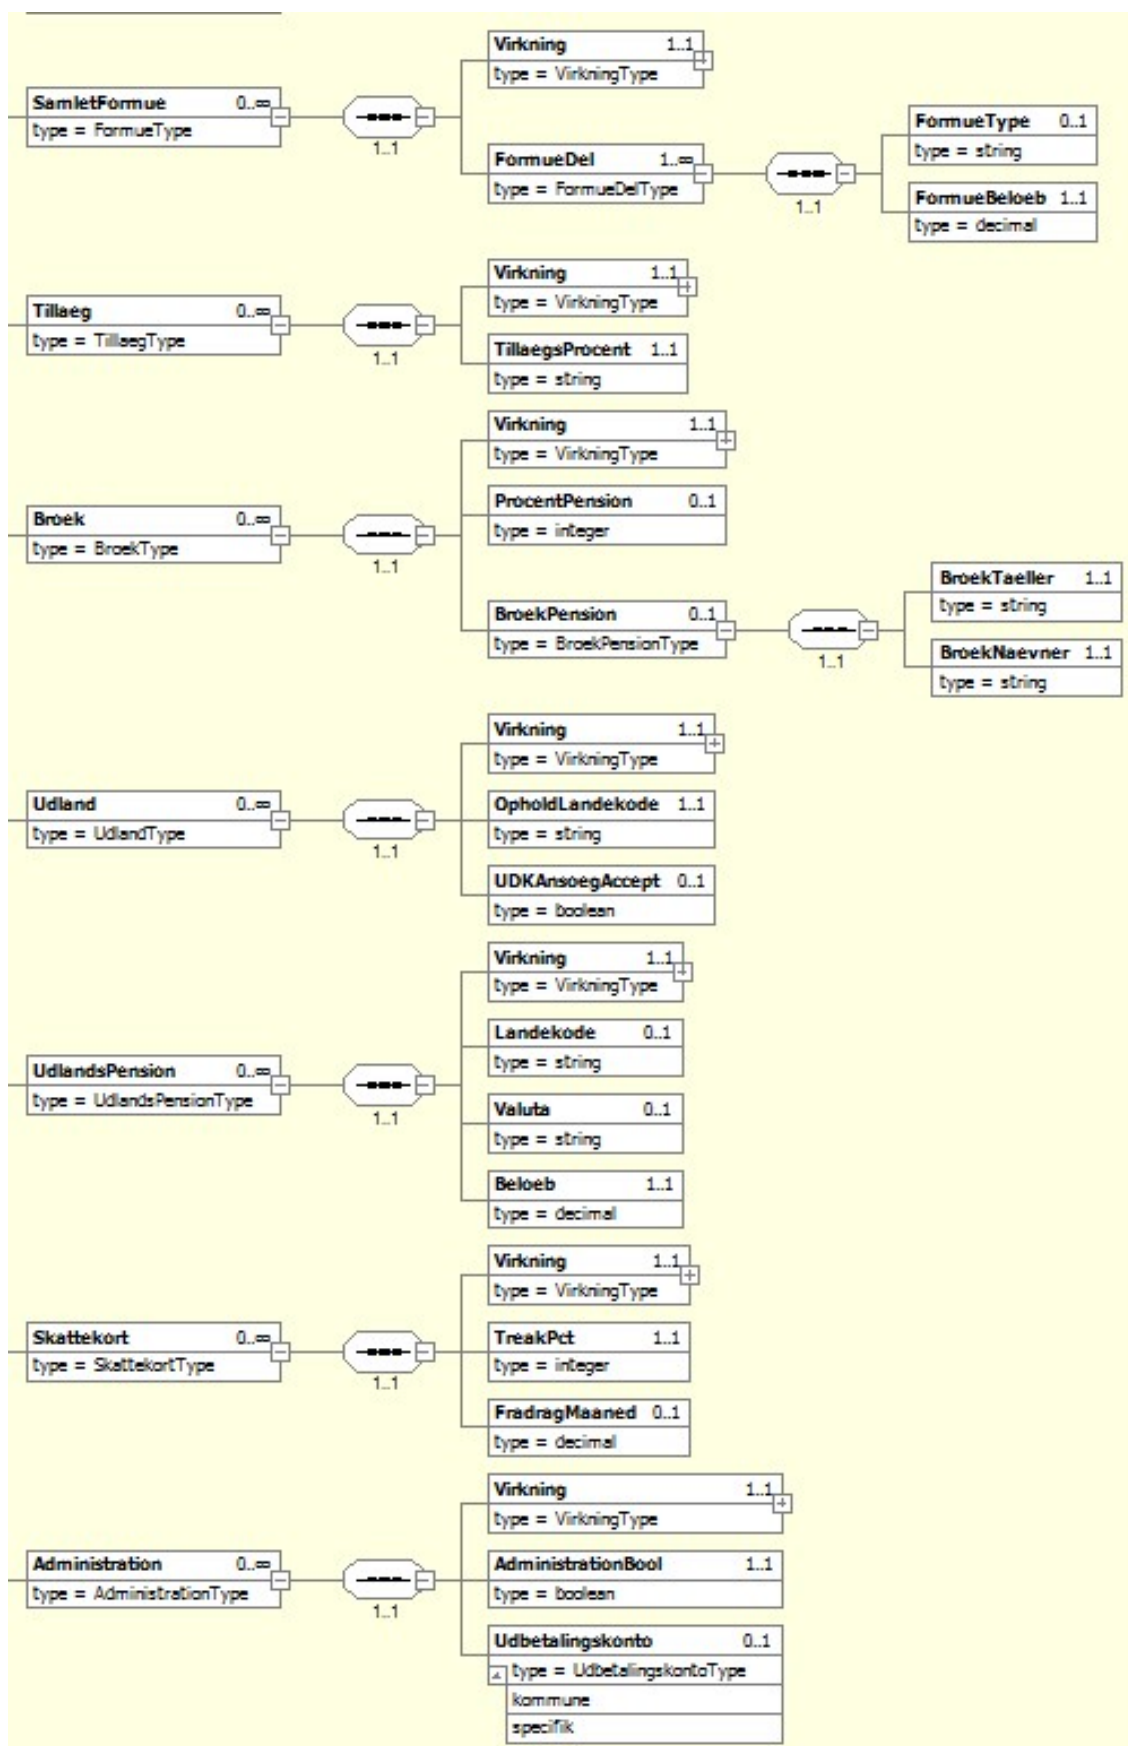 SamletFormue 0..∞
type = FormueType
1..1
Virkning 1..1
type = VirkningType
FormueDel 1..∞
type = FormueDelType
1..1
FormueType 0..1
type = string
FormueBeloeb 1..1
type = decimal
Tillaeg 0..∞
type = TillaegType
1..1
Virkning 1..1
type = VirkningType
TillaegsProcent 1..1
type = string
Broek 0..∞
type = BroekType
1..1
Virkning 1..1
type = VirkningType
ProcentPension 0..1
type = integer
BroekPension 0..1
type = BroekPensionType
1..1
BroekTaeller 1..1
type = string
BroekNaevner 1..1
type = string
Udland 0..∞
type = UdlandType
1..1
Virkning 1..1
type = VirkningType
OpholdLandekode 1..1
type = string
UDKAnsoegAccept 0..1
type = boolean
UdlandsPension 0..∞
type = UdlandsPensionType
1..1
Virkning 1..1
type = VirkningType
Landekode 0..1
type = string
Valuta 0..1
type = string
Beloeb 1..1
type = decimal
Skattekort 0..∞
type = SkattekortType
1..1
Virkning 1..1
type = VirkningType
TreakPct 1..1
type = integer
FradragMaaned 0..1
type = decimal
Administration 0..∞
type = AdministrationType
1..1
Virkning 1..1
type = VirkningType
AdministrationBool 1..1
type = boolean
Udbetalingskonto 0..1
type = UdbetalingskontoType
kommune
specifik